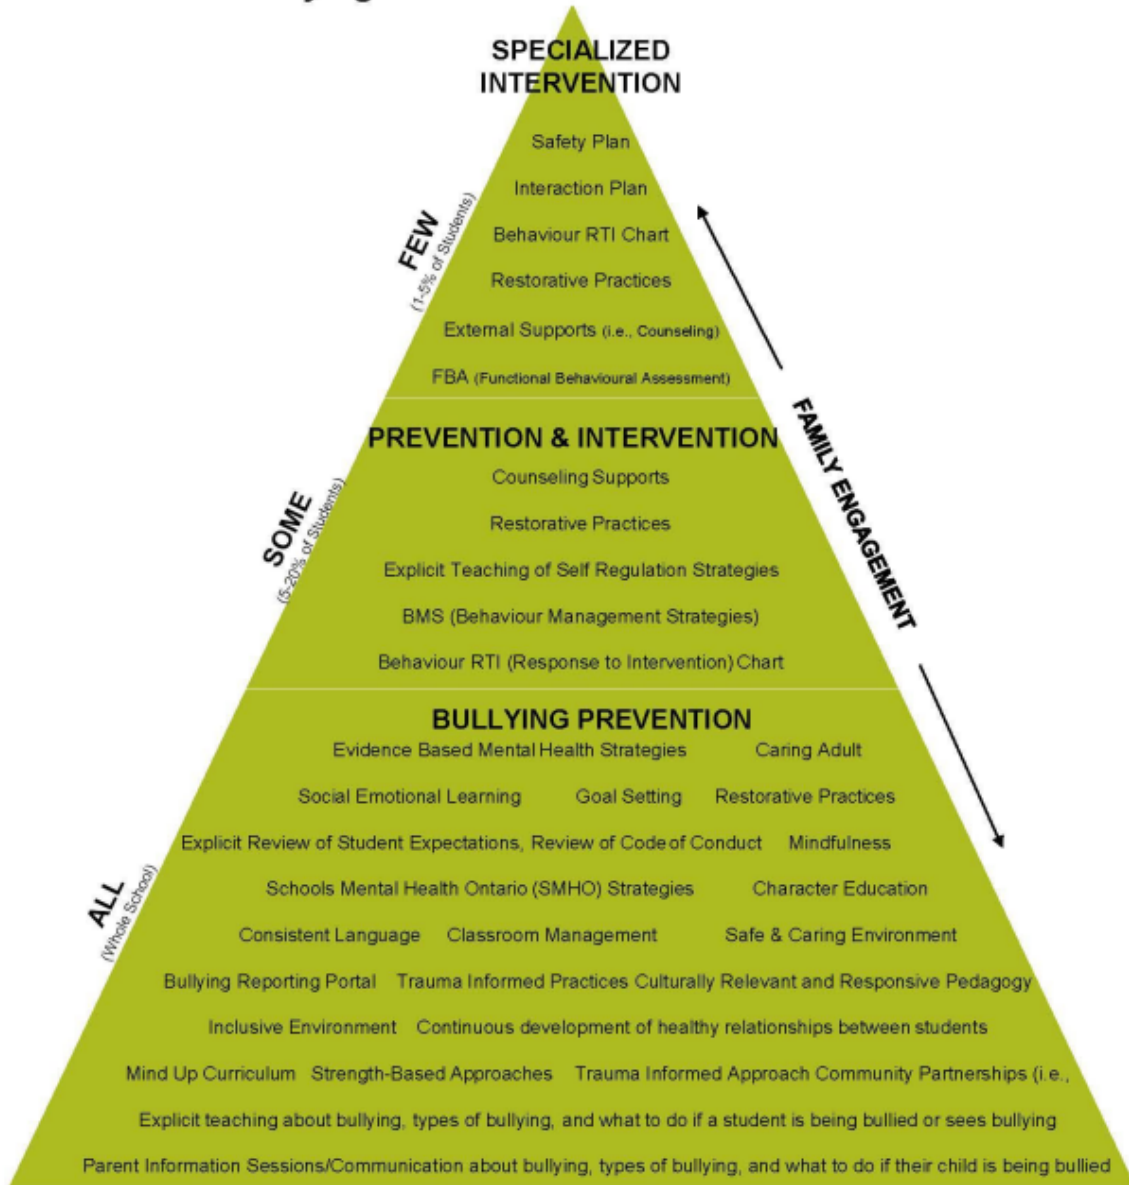 SPECIALIZED
INTERVENTION
Safety Plan
Interaction Plan
Behaviour RTI Chart
Restorative Practices
External Supports (i.e., Counseling)
FBA (Functional Behavioural Assessment)
FEW
(1-5% of Students)
PREVENTION & INTERVENTION
Counseling Supports
Restorative Practices
Explicit Teaching of Self Regulation Strategies
BMS (Behaviour Management Strategies)
Behaviour RTI (Response to Intervention) Chart
SOME
(5-20% of Students)
FAMILY ENGAGEMENT
BULLYING PREVENTION
Evidence Based Mental Health Strategies Caring Adult
Social Emotional Learning Goal Setting Restorative Practices
Explicit Review of Student Expectations, Review of Code of Conduct Mindfulness
Schools Mental Health Ontario (SMHO) Strategies Character Education
Consistent Language Classroom Management Safe & Caring Environment
Bullying Reporting Portal Trauma Informed Practices Culturally Relevant and Responsive Pedagogy
Inclusive Environment Continuous development of healthy relationships between students
Mind Up Curriculum Strength-Based Approaches Trauma Informed Approach Community Partnerships (i.e.,
Explicit teaching about bullying, types of bullying, and what to do if a student is being bullied or sees bullying
Parent Information Sessions/Communication about bullying, types of bullying, and what to do if their child is being bullied
ALL
(Whole School)